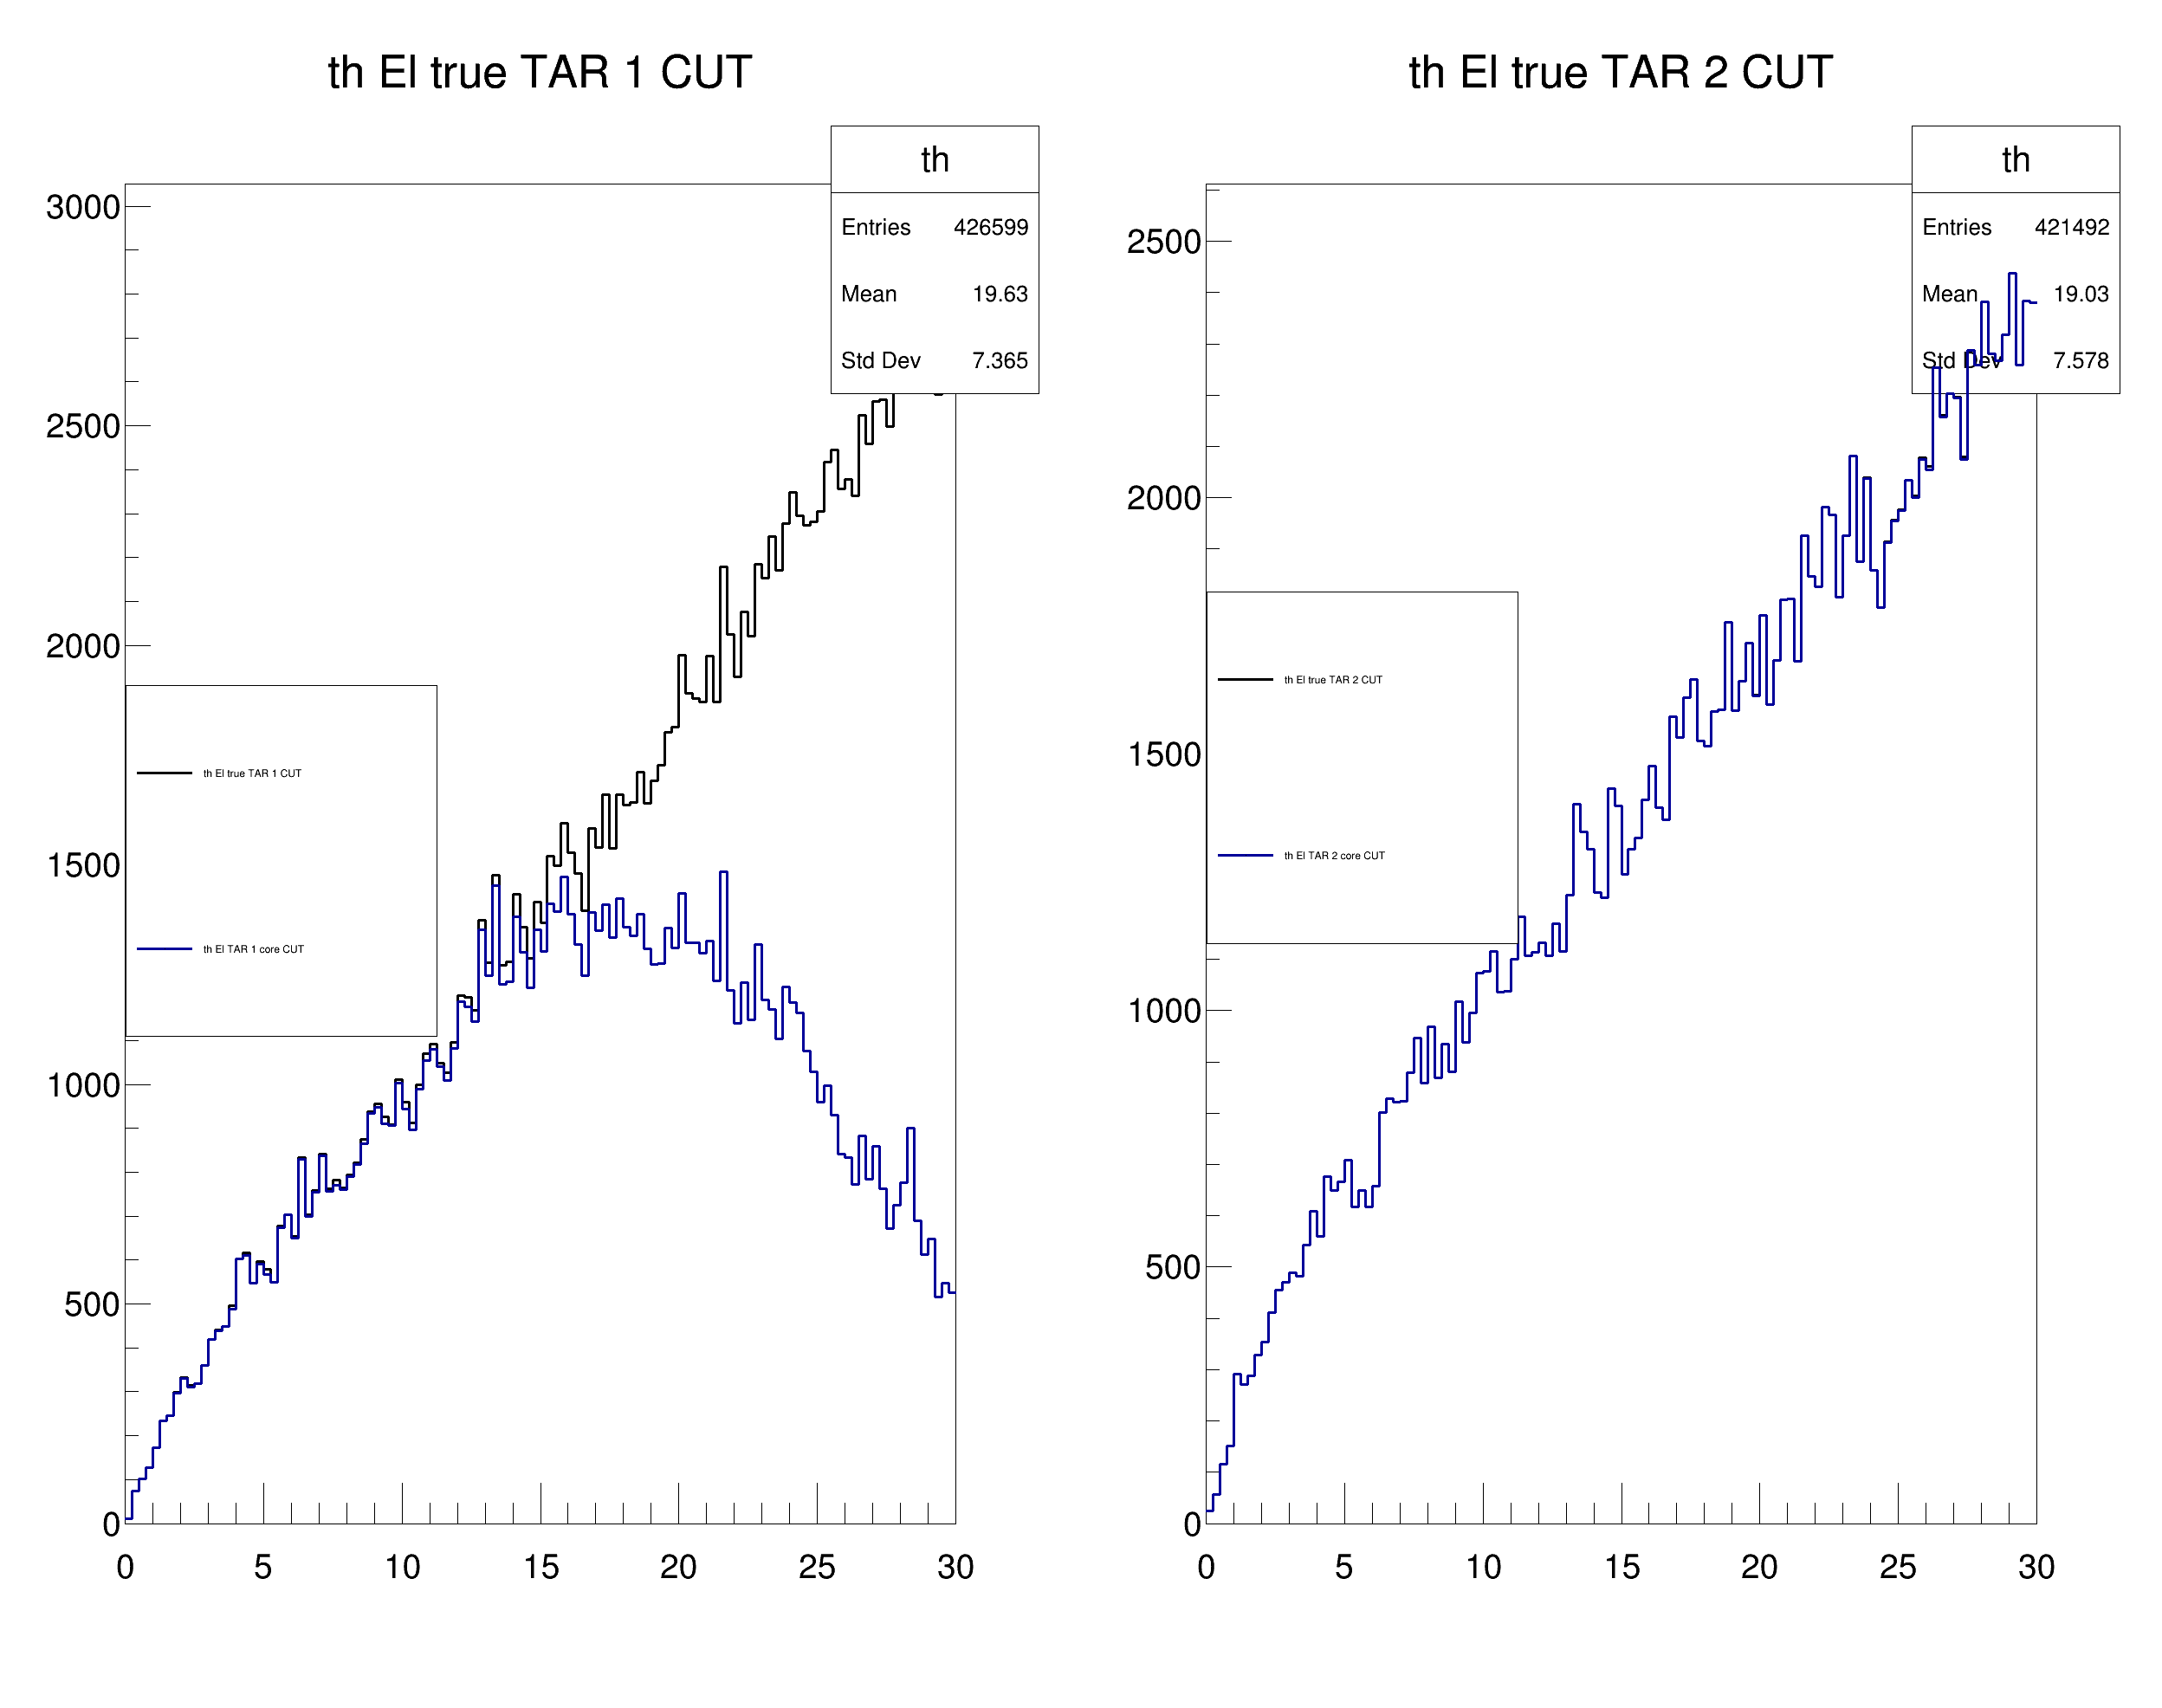 th El true TAR 1 CUT
th
Entries 426599
Mean 19.63
Std Dev 7.365
3000
2500
2000
1500
1000
500
0
th El true TAR 1 CUT
th El TAR 1 core CUT
0 5 10 15 20 25 30
th El true TAR 2 CUT
th
Entries 421492
Mean 19.03
Std Dev 7.578
2500
2000
1500
1000
500
0
th El true TAR 2 CUT
th El TAR 2 core CUT
0 5 10 15 20 25 30